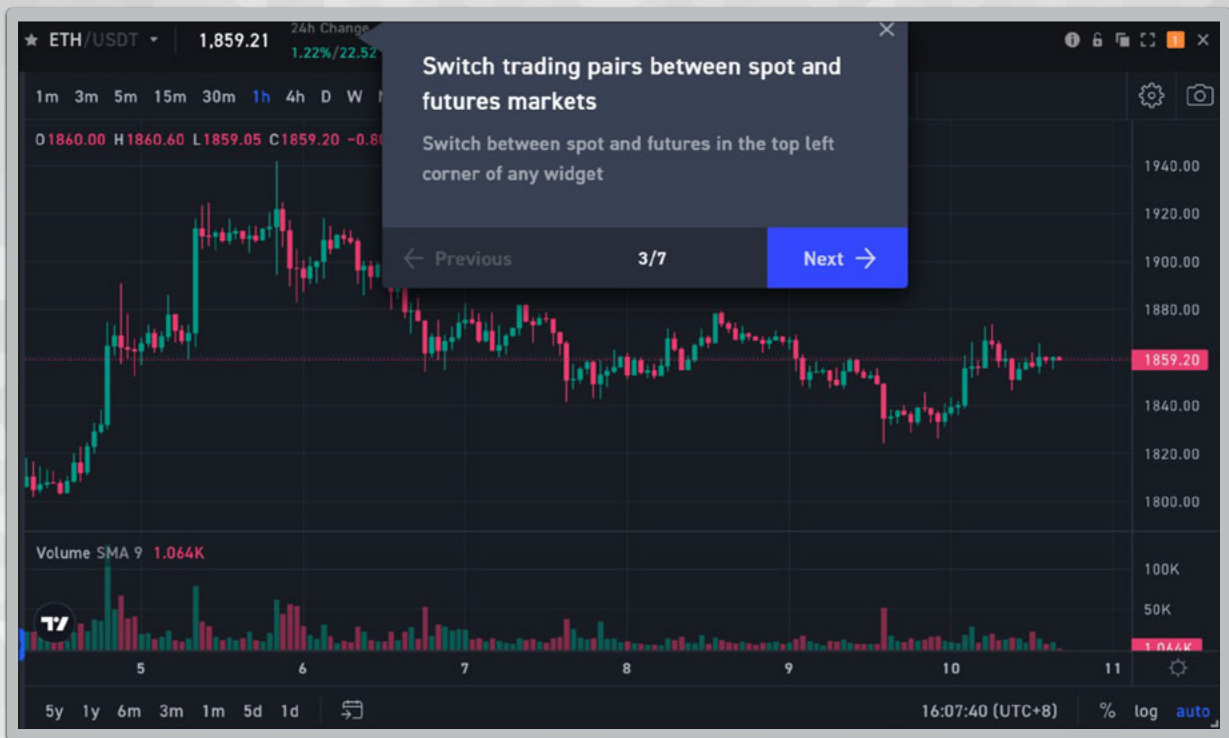 ETH/USDT
1,859.21
24h Change
1.22%/22.52
1
Switch trading pairs between spot and
futures markets
Switch between spot and futures in the top left
corner of any widget
← Previous
3/7
Next →
1m 3m 5m 15m 30m 1h 4h D W
O1860.00 H1860.60 L1859.05 C1859.20
1940.00
1920.00
1900.00
1880.00
1859.20
1840.00
1820.00
1800.00
Volume SMA 9 1.064K
100K
50K
1.064K
5 6 7 8 9 10 11
5y 1y 6m 3m 1m 5d 1d
16:07:40 (UTC+8) % log auto